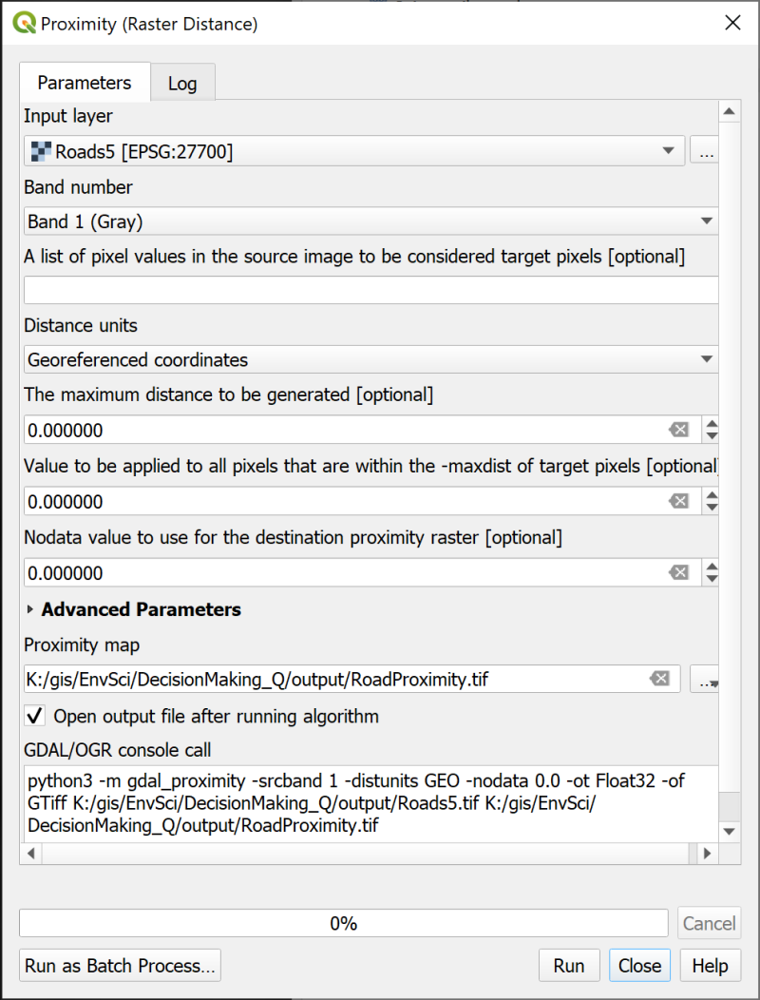 Proximity (Raster Distance)
Parameters
Log
Input layer
Roads5 [EPSG:27700]
...
Band number
Band 1 (Gray)
A list of pixel values in the source image to be considered target pixels [optional]
Distance units
Georeferenced coordinates
The maximum distance to be generated [optional]
0.000000
Value to be applied to all pixels that are within the -maxdist of target pixels [optional
0.000000
Nodata value to use for the destination proximity raster [optional]
0.000000
Advanced Parameters
Proximity map
K:/gis/EnvSci/DecisionMaking_Q/output/RoadProximity.tif
...
Open output file after running algorithm
GDAL/OGR console call
python3 -m gdal_proximity -srcband 1 -distunits GEO -nodata 0.0 -ot Float32 -of
GTiff K:/gis/EnvSci/DecisionMaking_Q/output/Roads5.tif K:/gis/EnvSci/
DecisionMaking_Q/output/RoadProximity.tif
0%
Cancel
Run as Batch Process...
Run
Close
Help